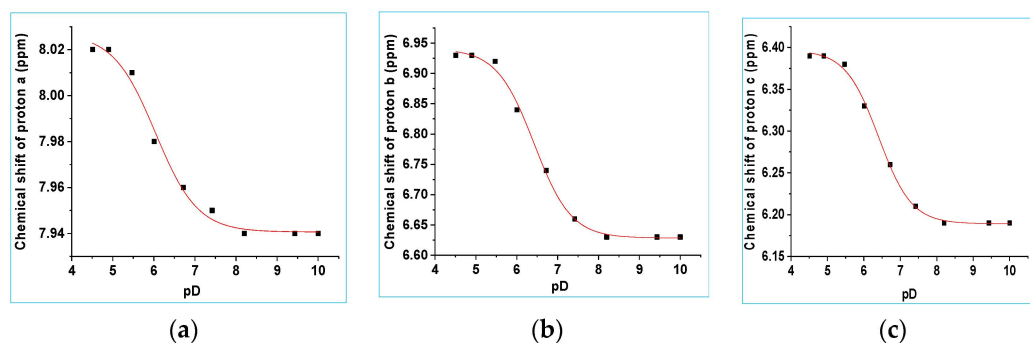 Chemical shift of proton a (ppm)
8.02
8.00
7.98
7.96
7.94
4 5 6 7 8 9 10
pD
(a)
Chemical shift of proton b (ppm)
6.95
6.90
6.85
6.80
6.75
6.70
6.65
6.60
4 5 6 7 8 9 10
pD
(b)
Chemical shift of proton c (ppm)
6.40
6.35
6.30
6.25
6.20
6.15
4 5 6 7 8 9 10
pD
(c)